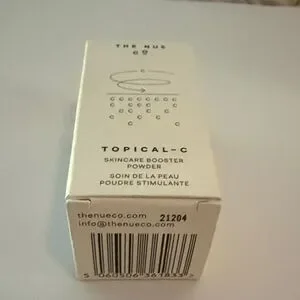 THE NUE
CO
C
C C C C C C C
C C C C C
C C C
C
TOPICAL-C
SKINCARE BOOSTER
POWDER
SOIN DE LA PEAU
POUDRE STIMULANTE
thenueco.com 21204
info@thenueco.com